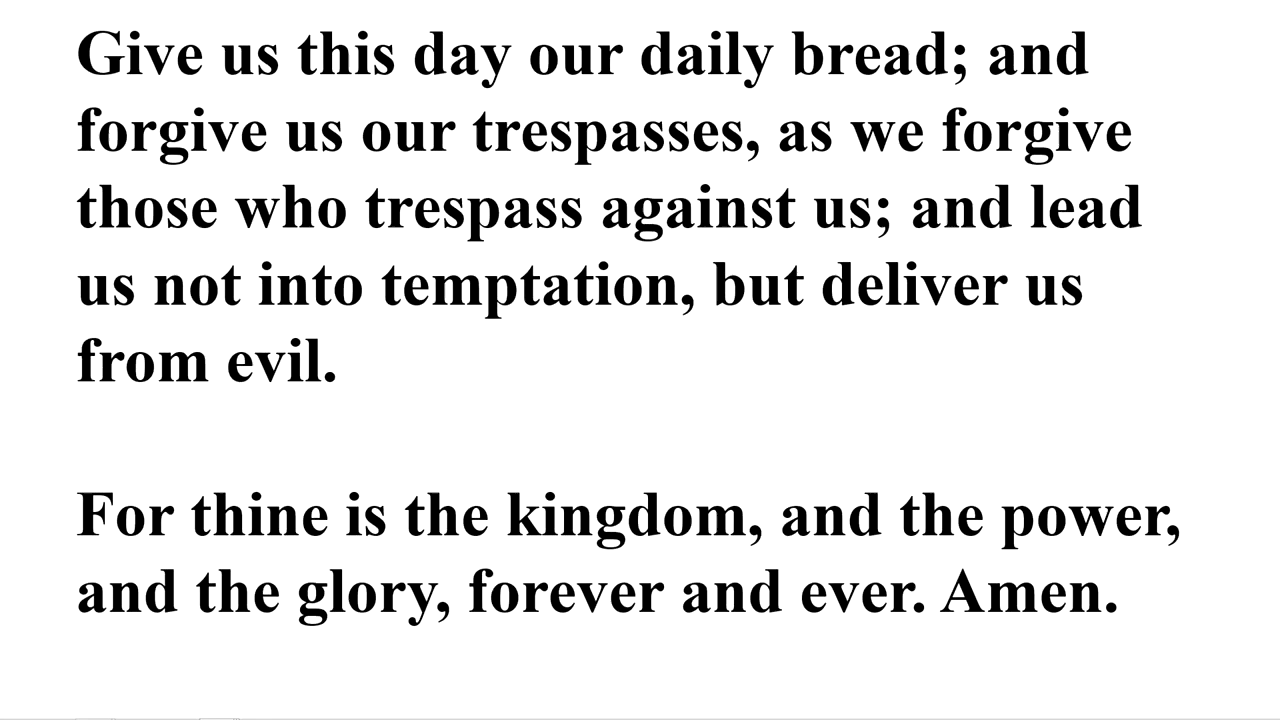 Give us this day our daily bread; and
forgive us our trespasses, as we forgive
those who trespass against us; and lead
us not into temptation, but deliver us
from evil.
For thine is the kingdom, and the power,
and the glory, forever and ever. Amen.